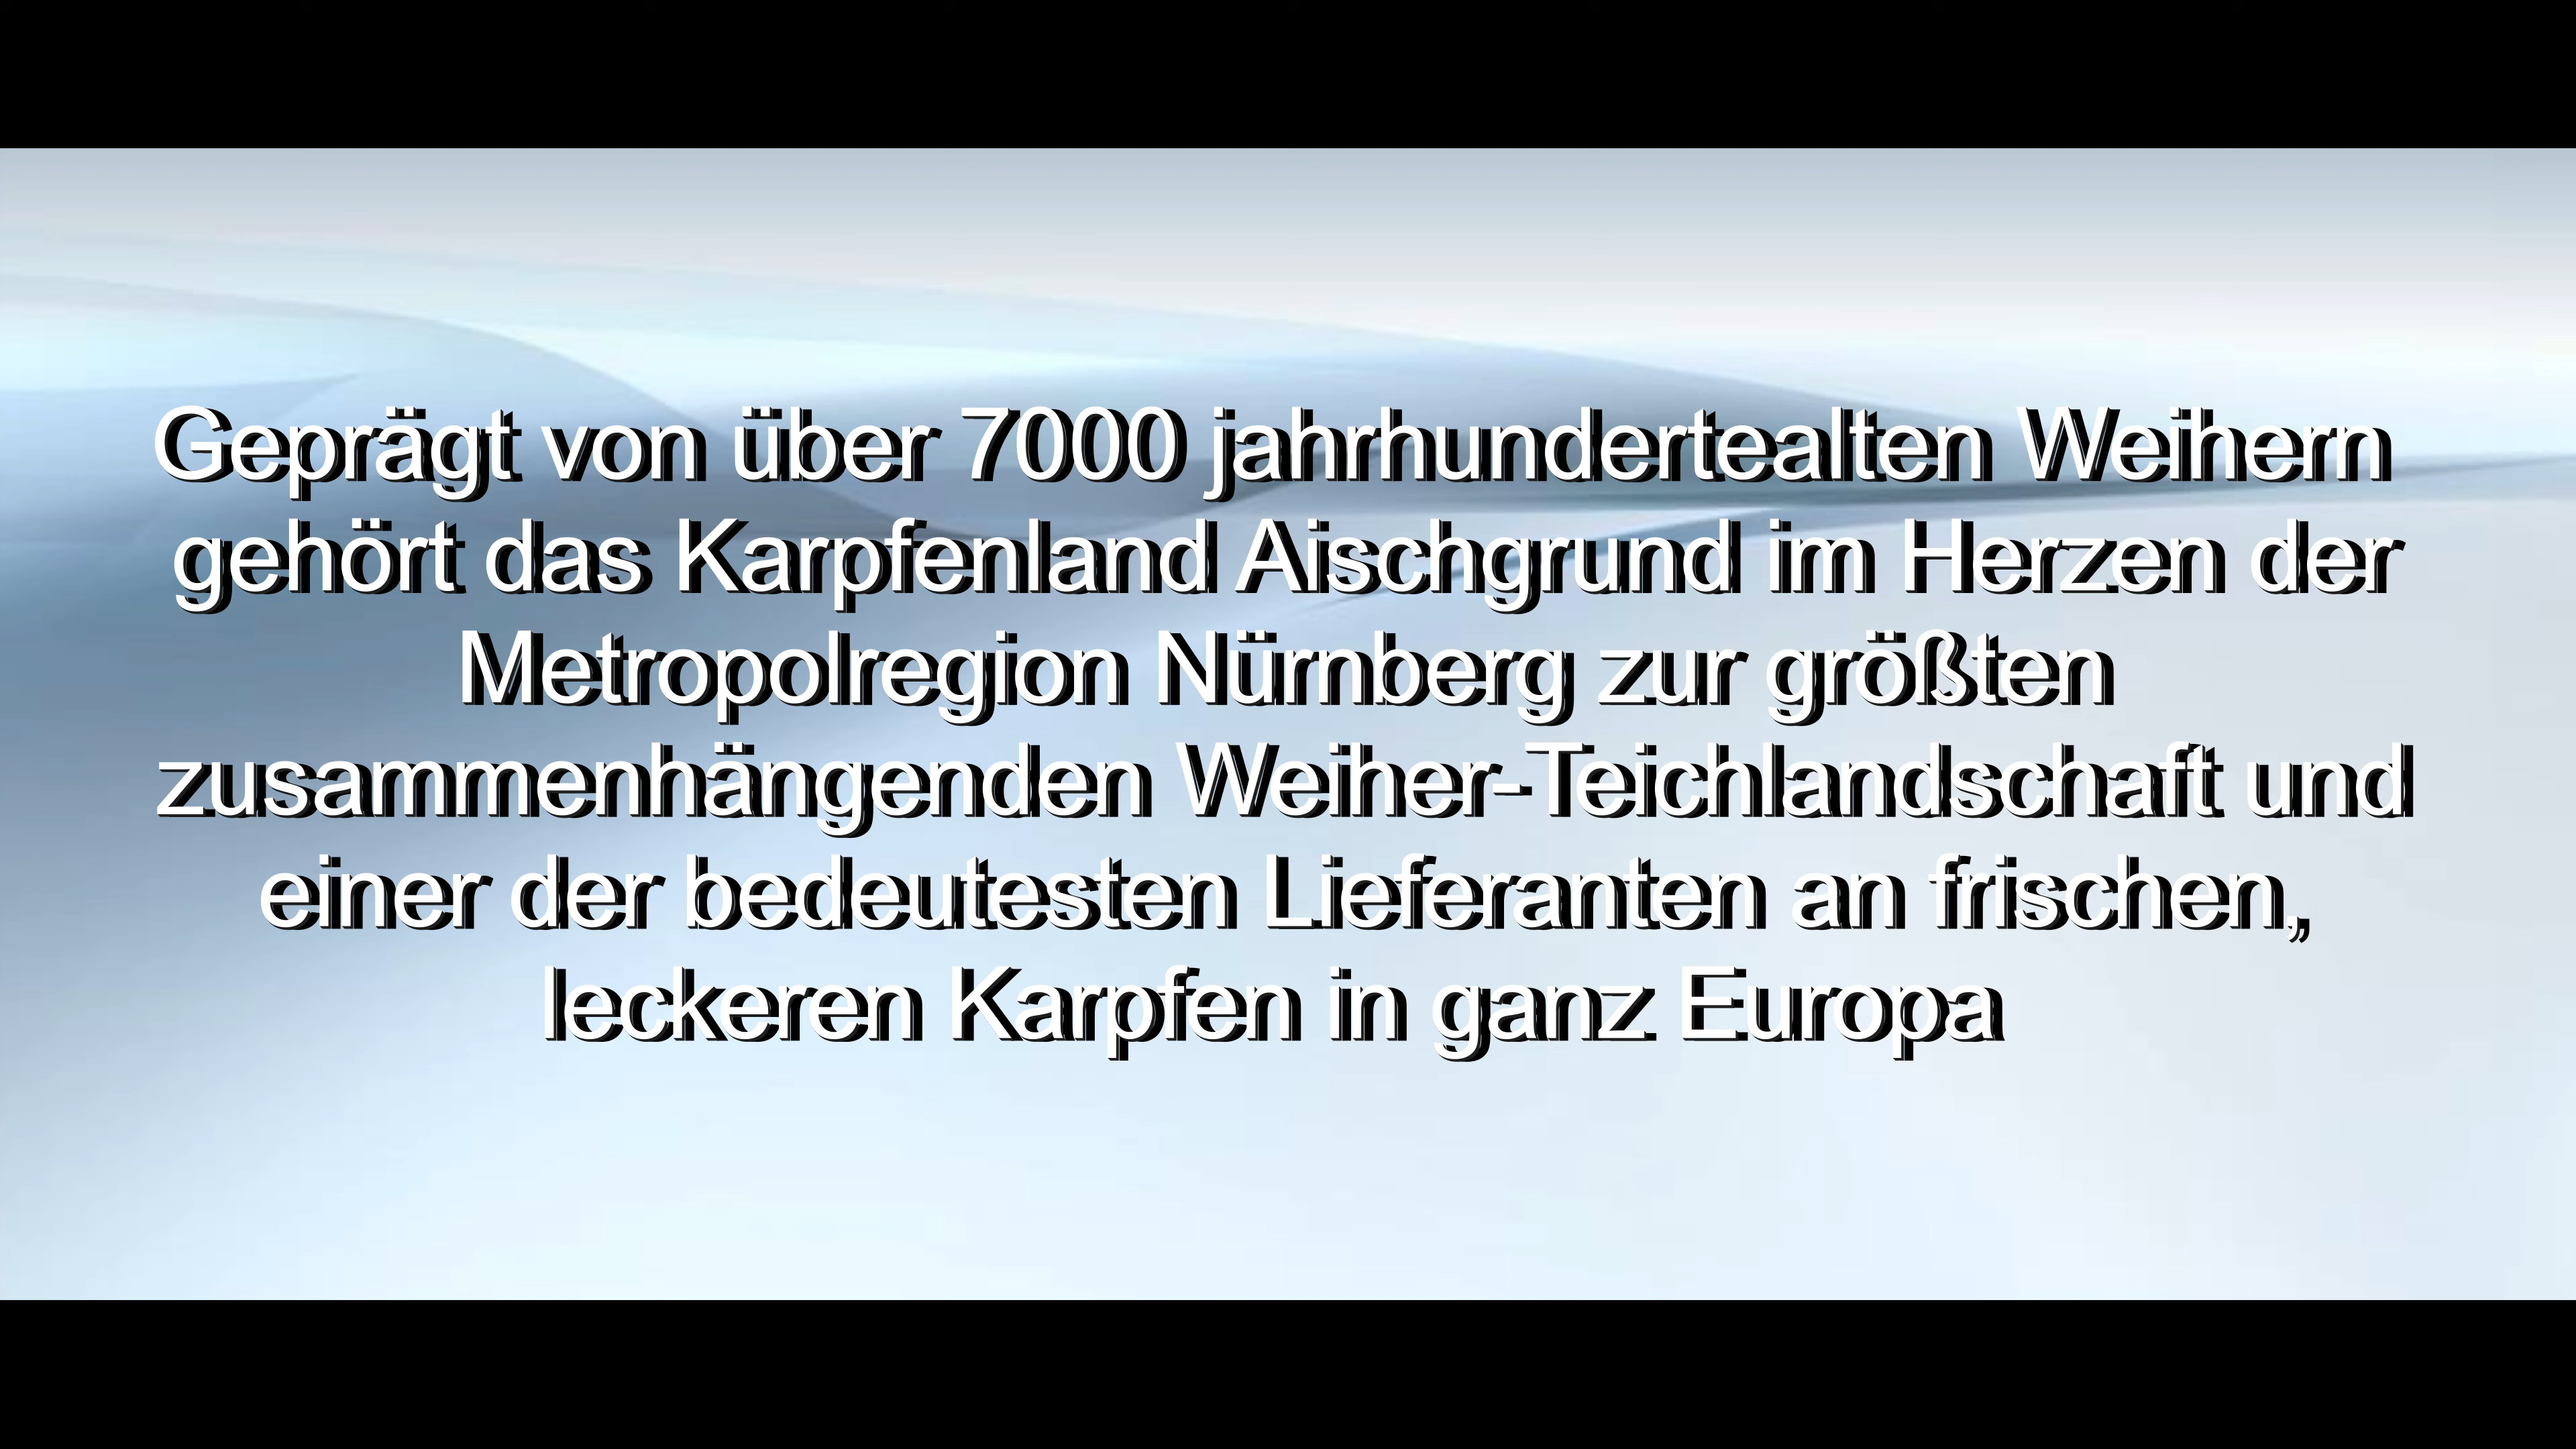 Geprägt von über 7000 jahrhundertealten Weihern
gehört das Karpfenland Aischgrund im Herzen der
Metropolregion Nürnberg zur größten
zusammenhängenden Weiher-Teichlandschaft und
einer der bedeutesten Lieferanten an frischen,
leckeren Karpfen in ganz Europa